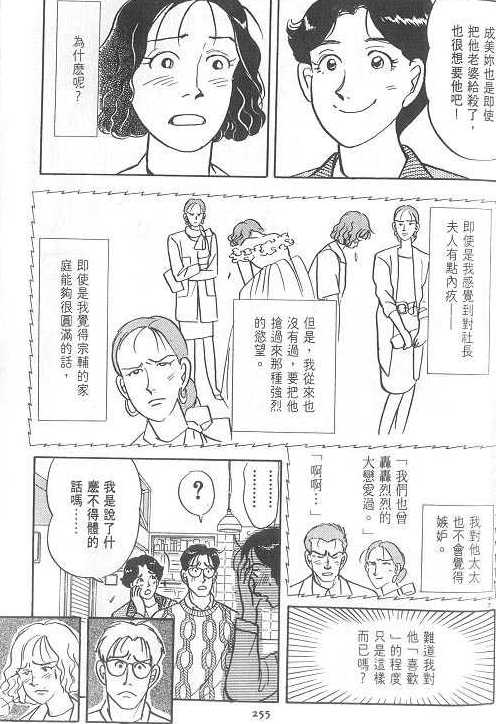 成美妳也是即使
把他老婆給殺了，
也很想要他吧！
為什麼呢？
即使是我感覺到對社長
夫人有點內疚——
但是，我從來也
沒有過，要把他
搶過來那種強烈
的慾望。
即使是我覺得宗輔的家
庭能夠很圓滿的話，
我對他太太
也不會覺得
嫉妒。
「我們也曾
轟轟烈烈的
大戀愛過。」
「啊啊…」
難道我對
他「喜歡
」的程度
只是這樣
而已嗎？
………
？
我是說了什
麼不得體的
話嗎……
255